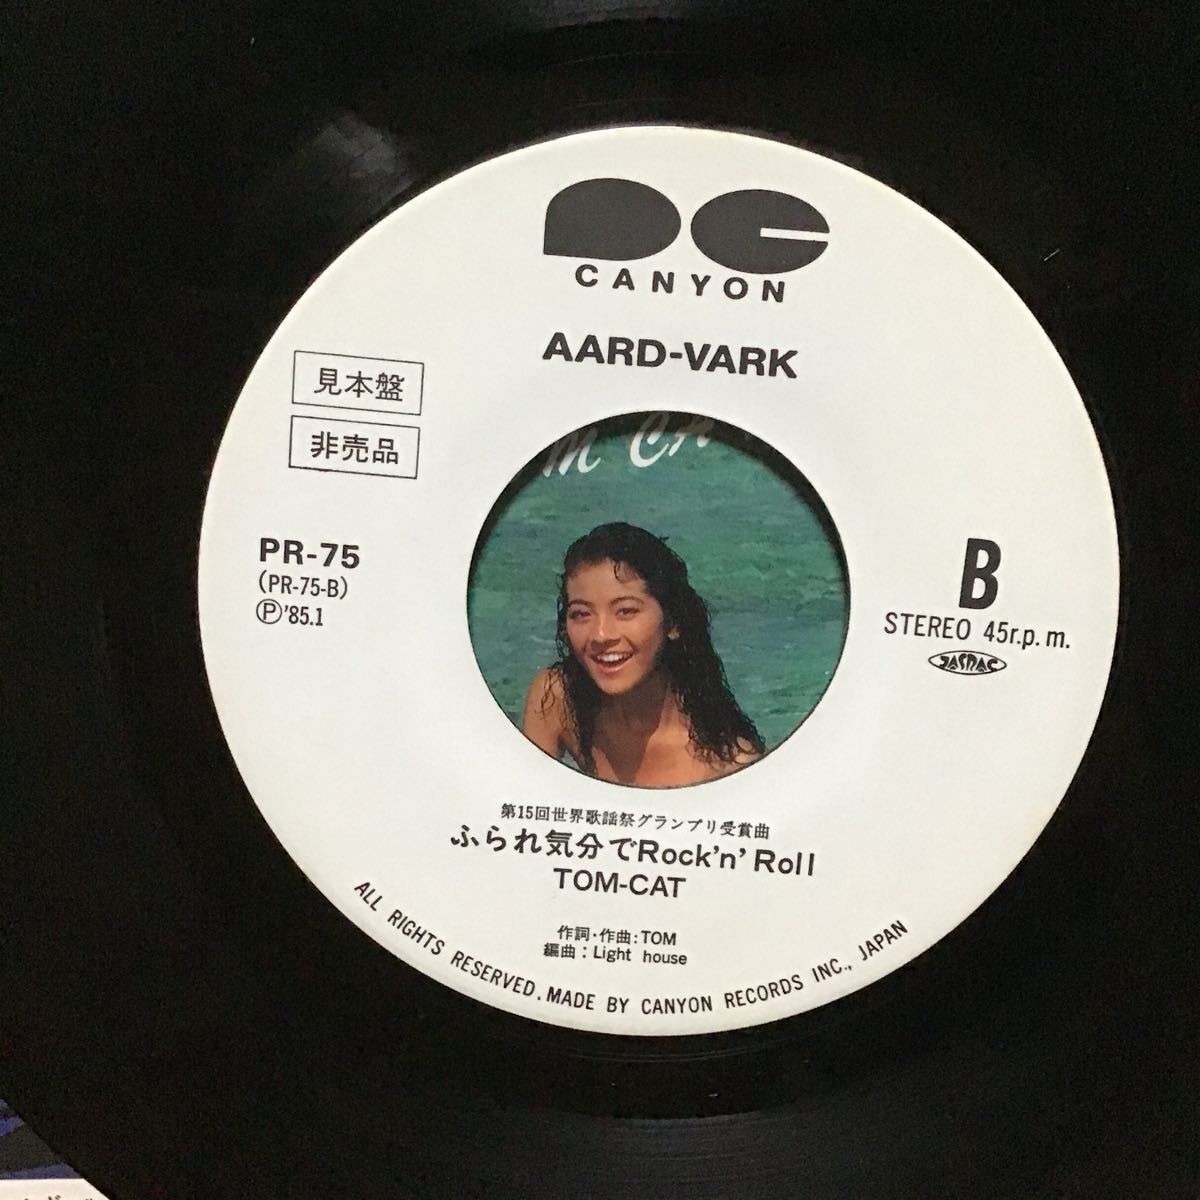 CANYON
AARD-VARK
見本盤
非売品
M CA
PR-75
(PR-75-B)
Ⓟ'85.1
B
STEREO 45r.p.m.
JASRAC
第15回世界歌謡祭グランプリ受賞曲
ふられ気分でRock'n' Roll
TOM-CAT
作詞・作曲:TOM
編曲:Light house
ALL RIGHTS RESERVED. MADE BY CANYON RECORDS INC., JAPAN